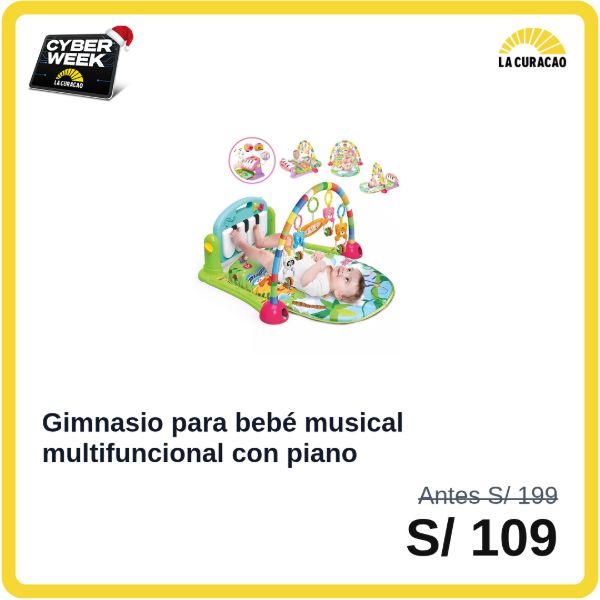 CYBER
WEEK
LA CURACAO
LA CURACAO
Gimnasio para bebé musical
multifuncional con piano
Antes S/ 199
S/ 109